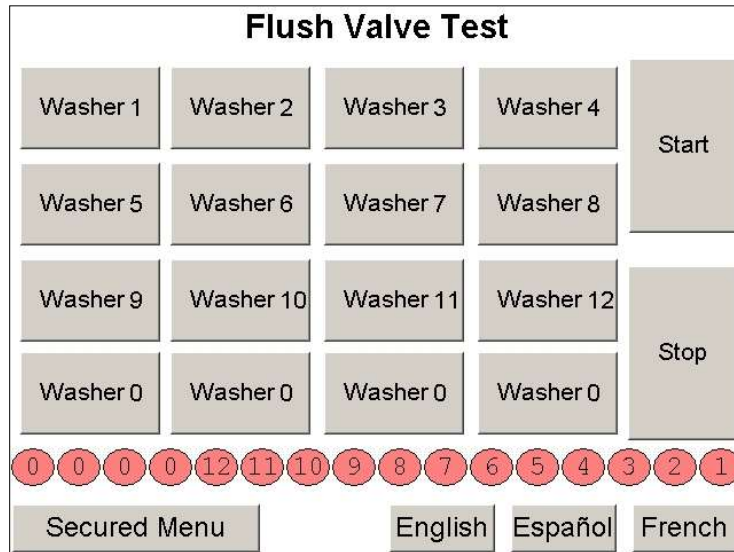 Flush Valve Test
Washer 1 Washer 2 Washer 3 Washer 4
Start
Washer 5 Washer 6 Washer 7 Washer 8
Washer 9 Washer 10 Washer 11 Washer 12
Stop
Washer 0 Washer 0 Washer 0 Washer 0
0 0 0 0 12 11 10 9 8 7 6 5 4 3 2 1
Secured Menu English Español French